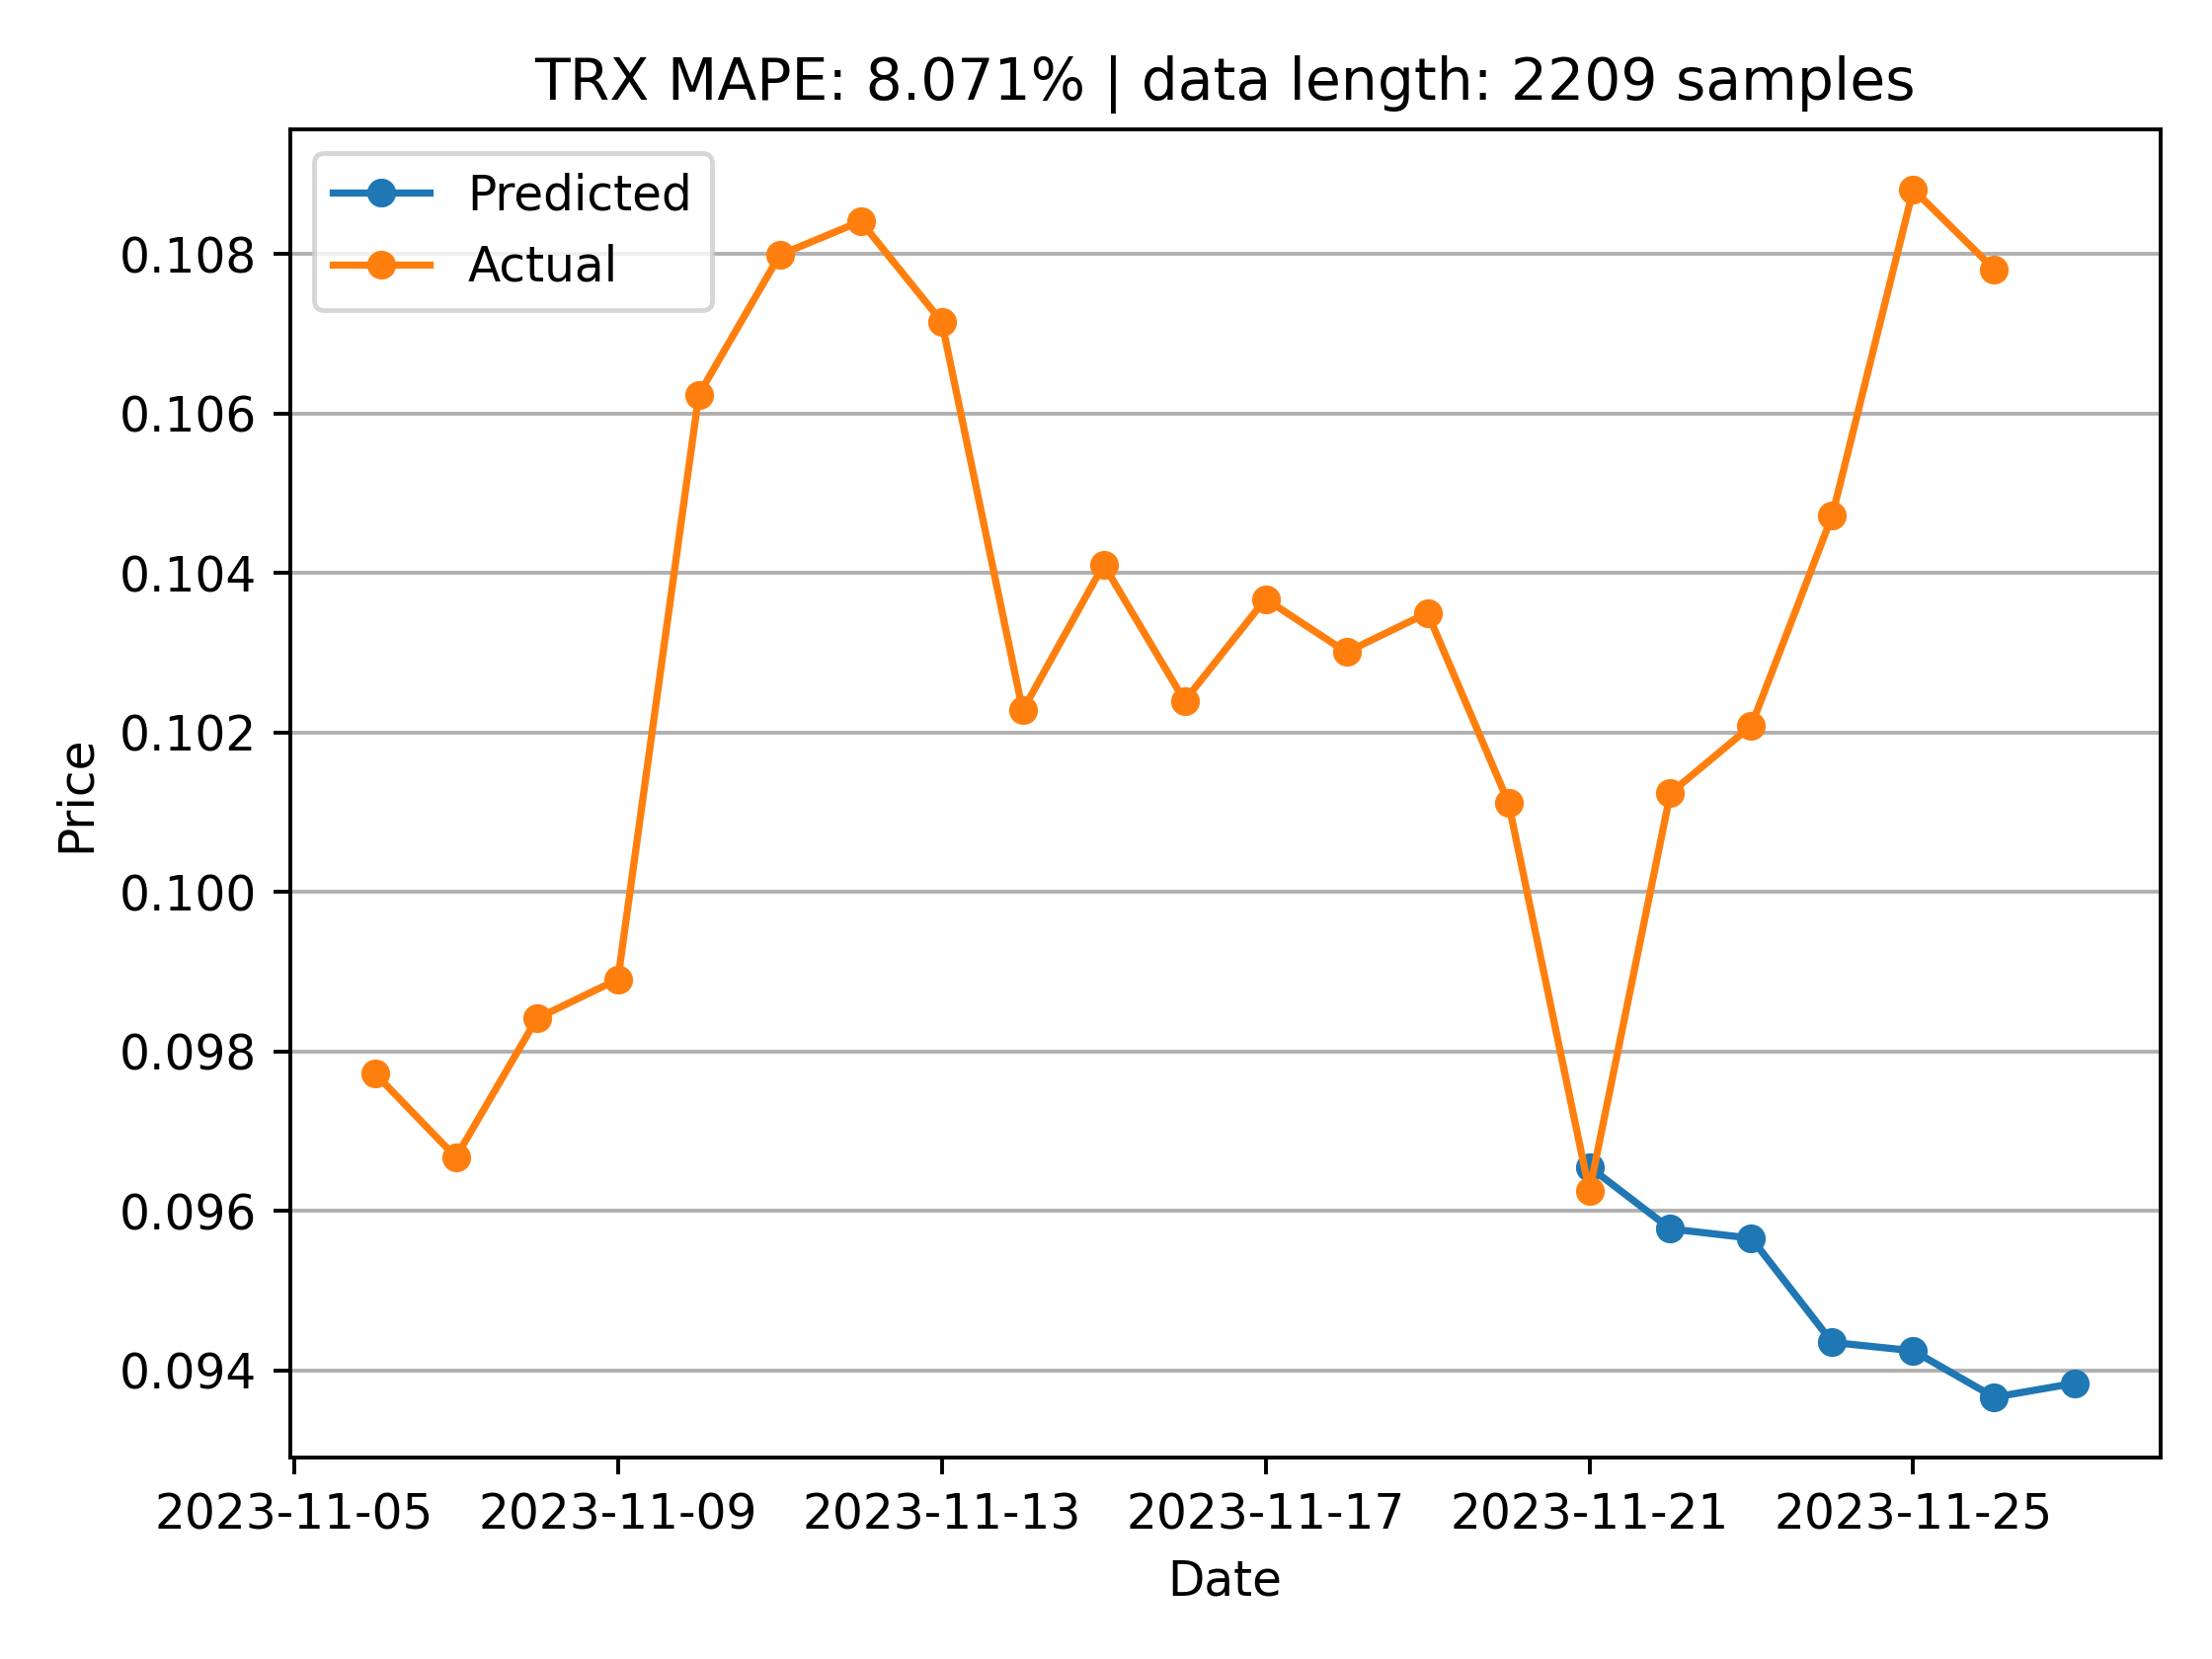 TRX MAPE: 8.071% | data length: 2209 samples
Predicted
Actual
0.108
0.106
0.104
0.102
0.100
0.098
0.096
0.094
Price
2023-11-05 2023-11-09 2023-11-13 2023-11-17 2023-11-21 2023-11-25
Date